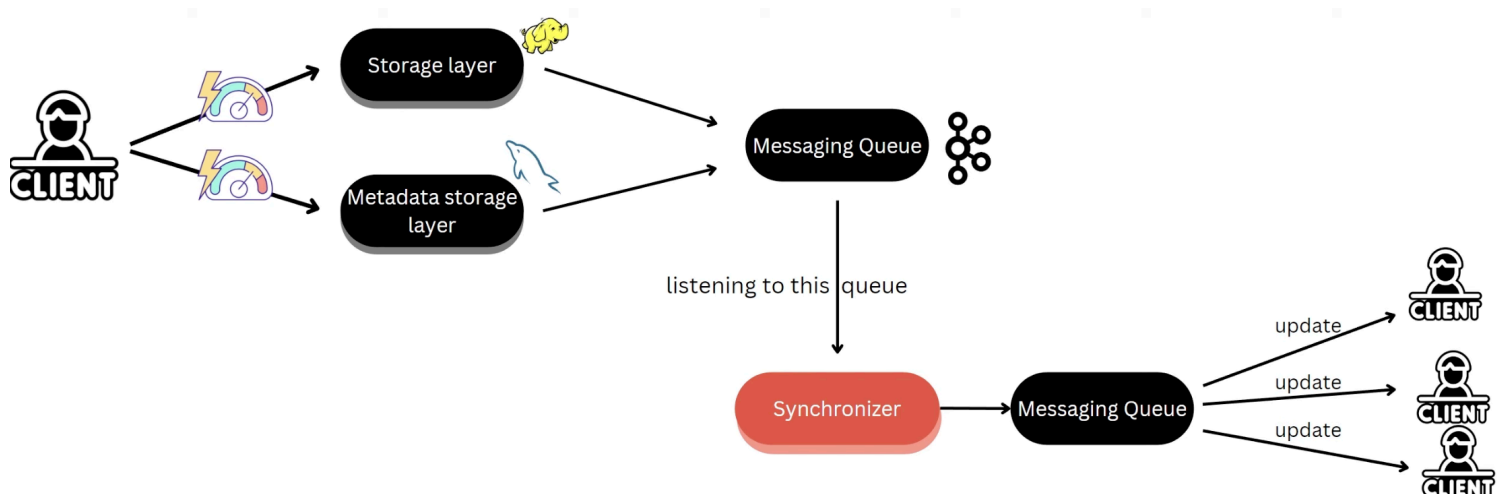 Storage layer
CLIENT
Messaging Queue
Metadata storage
layer
listening to this queue
CLIENT
update
update
Synchronizer
Messaging Queue
CLIENT
update
CLIENT